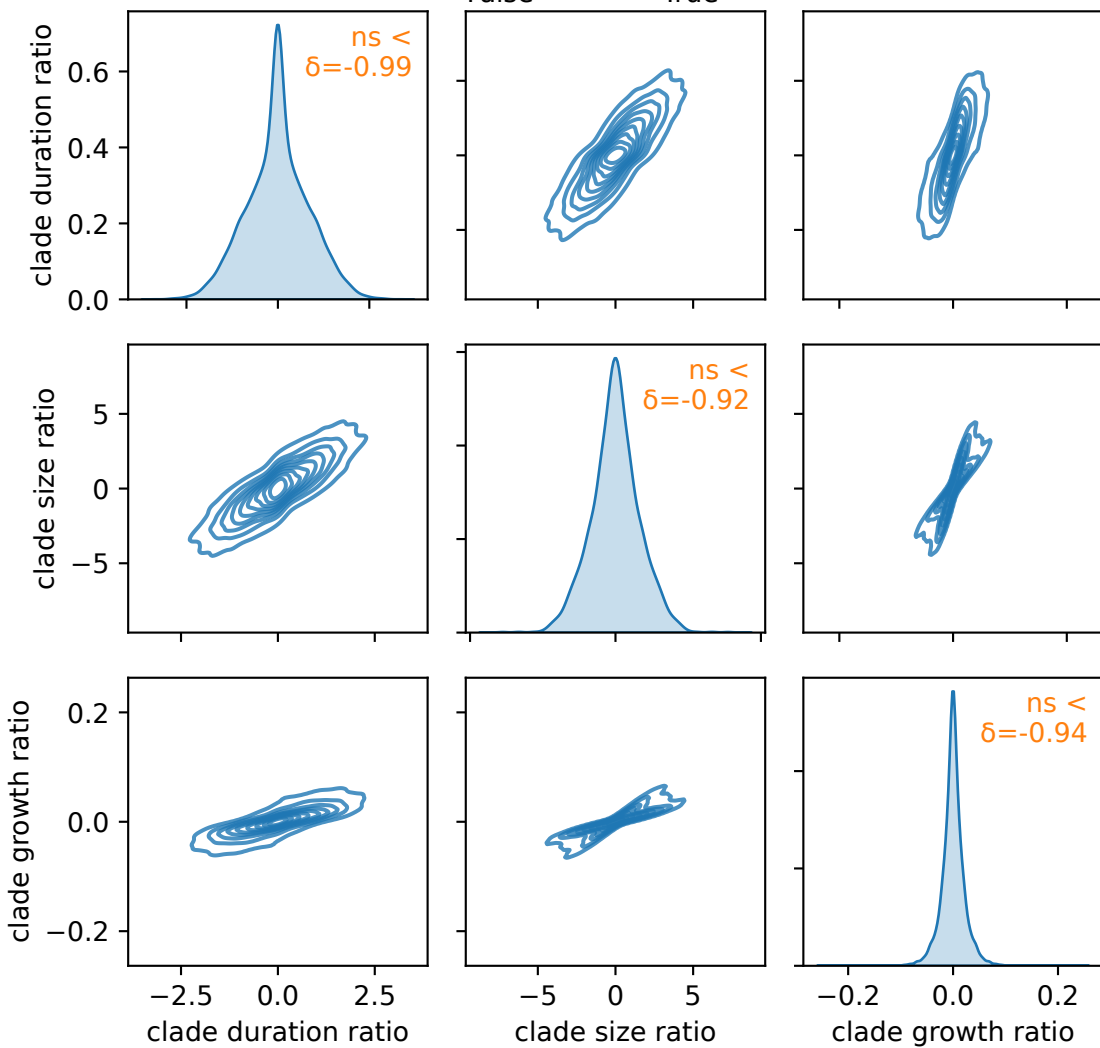 clade duration ratio
0.6
0.4
0.2
0.0
ns <
δ=-0.99
clade size ratio
5
0
−5
ns <
δ=-0.92
clade growth ratio
0.2
0.0
−0.2
ns <
δ=-0.94
−2.5 0.0 2.5
−5 0 5
−0.2 0.0 0.2
clade duration ratio
clade size ratio
clade growth ratio